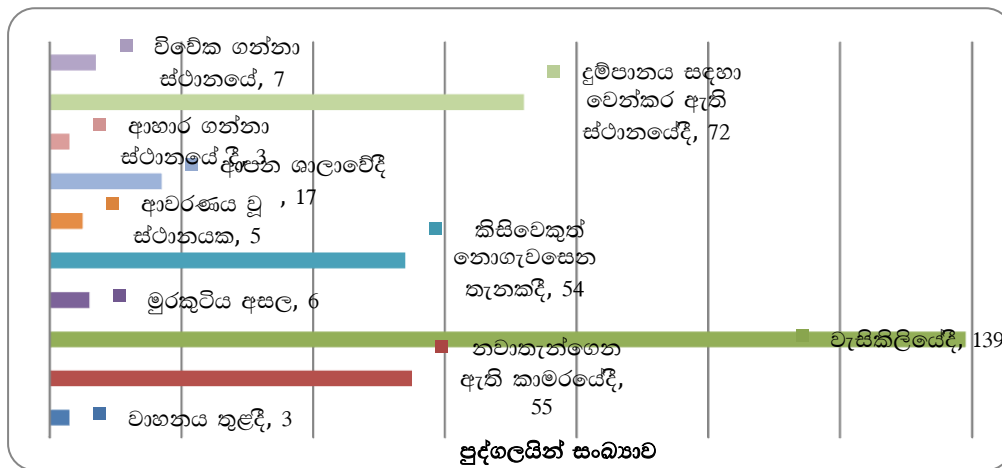 විවේක ගන්නා
ස්ථානයේ, 7
දුම්පානය සඳහා
වෙන්කර ඇති
ස්ථානයේදී, 72
ආහාර ගන්නා
ස්ථානයේ දී, 3
ආපන ශාලාවේදී
, 17
ආවරණය වූ
ස්ථානයක, 5
කිසිවෙකුත්
නොගැවසෙන
තැනකදී, 54
මුරකුටිය අසල, 6
වැසිකිලියේදී, 139
නවාතැන්ගෙන
ඇති කාමරයේදී,
55
වාහනය තුළදී, 3
පුද්ගලයින් සංඛ්‍යාව